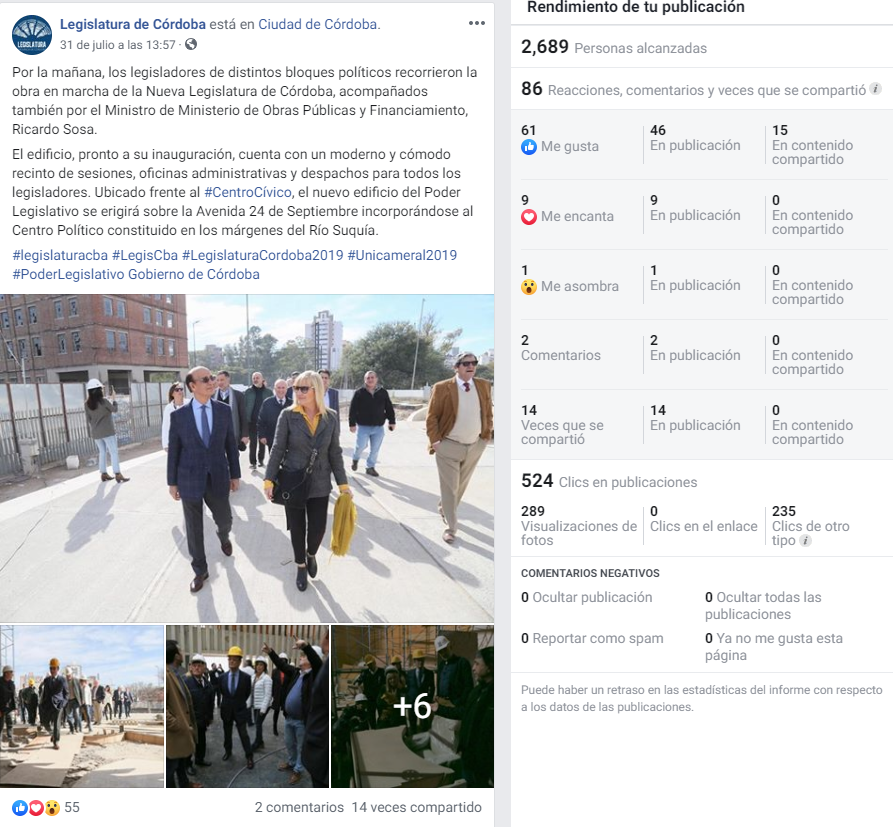 Legislatura de Córdoba está en Ciudad de Córdoba.
31 de julio a las 13:57 ·
LEGISLATURA
Por la mañana, los legisladores de distintos bloques políticos recorrieron la
obra en marcha de la Nueva Legislatura de Córdoba, acompañados
también por el Ministro de Ministerio de Obras Públicas y Financiamiento,
Ricardo Sosa.
El edificio, pronto a su inauguración, cuenta con un moderno y cómodo
recinto de sesiones, oficinas administrativas y despachos para todos los
legisladores. Ubicado frente al #CentroCívico, el nuevo edificio del Poder
Legislativo se erigirá sobre la Avenida 24 de Septiembre incorporándose al
Centro Político constituido en los márgenes del Río Suquía.
#legislaturacba #LegisCba #LegislaturaCordoba2019 #Unicameral2019
#PoderLegislativo Gobierno de Córdoba
+6
55
2 comentarios 14 veces compartido
Rendimiento de tu publicación
2,689 Personas alcanzadas
86 Reacciones, comentarios y veces que se compartió
61
Me gusta
46
En publicación
15
En contenido
compartido
9
Me encanta
9
En publicación
0
En contenido
compartido
1
Me asombra
1
En publicación
0
En contenido
compartido
2
Comentarios
2
En publicación
0
En contenido
compartido
14
Veces que se
compartió
14
En publicación
0
En contenido
compartido
524 Clics en publicaciones
289
Visualizaciones de
fotos
0
Clics en el enlace
235
Clics de otro
tipo
COMENTARIOS NEGATIVOS
0 Ocultar publicación
0 Ocultar todas las
publicaciones
0 Reportar como spam
0 Ya no me gusta esta
página
Puede haber un retraso en las estadísticas del informe con respecto
a los datos de las publicaciones.